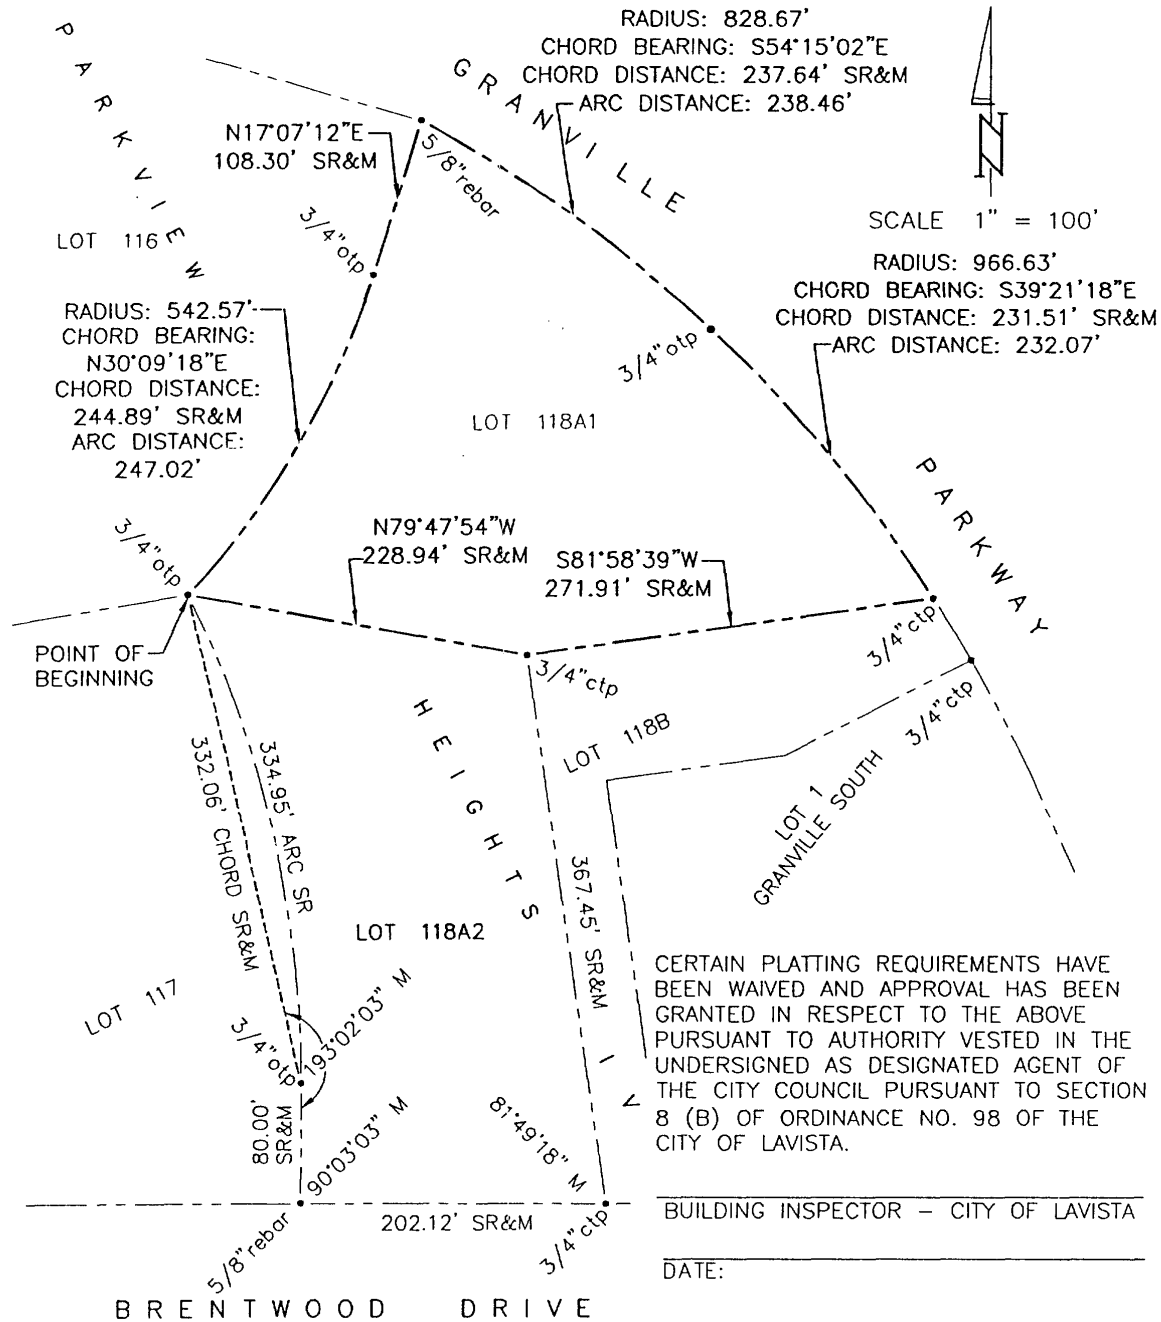 PARKVIEW
GRANVILLE
RADIUS: 828.67'
CHORD BEARING: S54°15'02"E
CHORD DISTANCE: 237.64' SR&M
ARC DISTANCE: 238.46'
N17°07'12"E
108.30' SR&M
5/8"rebar
3/4"otp
N
SCALE 1" = 100'
LOT 116
RADIUS: 966.63'
CHORD BEARING: S39°21'18"E
CHORD DISTANCE: 231.51' SR&M
ARC DISTANCE: 232.07'
RADIUS: 542.57'
CHORD BEARING:
N30°09'18"E
CHORD DISTANCE:
244.89' SR&M
ARC DISTANCE:
247.02'
3/4"otp
LOT 118A1
PARKWAY
3/4"otp
N79°47'54"W
228.94' SR&M
S81°58'39"W
271.91' SR&M
POINT OF
BEGINNING
3/4"ctp
3/4"ctp
3/4"ctp
HEIGHTS
LOT 118B
LOT 1
GRANVILLE SOUTH
332.06' CHORD SR&M
334.95' ARC SR
367.45' SR&M
LOT 118A2
LOT 117
IV
3/4"otp
193°02'03" M
80.00'
SR&M
90°03'03" M
81°49'18" M
202.12' SR&M
5/8"rebar
3/4"ctp
CERTAIN PLATTING REQUIREMENTS HAVE
BEEN WAIVED AND APPROVAL HAS BEEN
GRANTED IN RESPECT TO THE ABOVE
PURSUANT TO AUTHORITY VESTED IN THE
UNDERSIGNED AS DESIGNATED AGENT OF
THE CITY COUNCIL PURSUANT TO SECTION
8 (B) OF ORDINANCE NO. 98 OF THE
CITY OF LAVISTA.
BUILDING INSPECTOR – CITY OF LAVISTA
DATE:
BRENTWOOD DRIVE